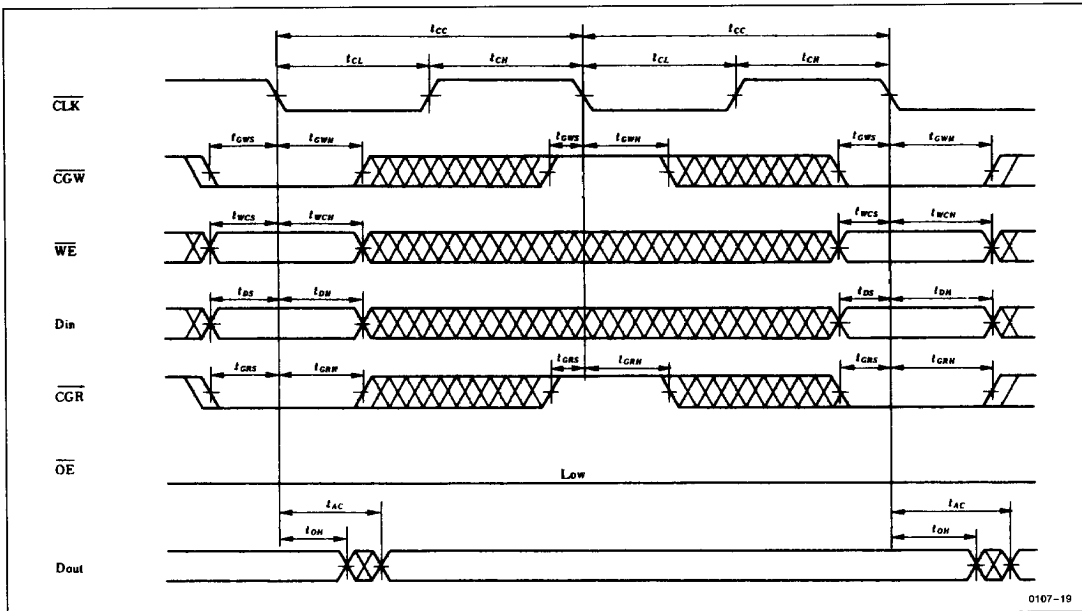 tCC tCC
tCL tCH tCL tCH
CLK
tGWS tGWH tGWS tGWH tGWS tGWH
CGW
tWCS tWCH tWCS tWCH
WE
tDS tDH tDS tDH
Din
tGRS tGRH tGRS tGRH tGRS tGRH
CGR
OE
Low
tAC tAC
tOH tOH
Dout
0107-19